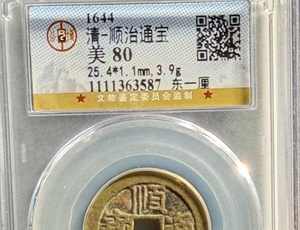 1644
清-顺治通宝
美 80
25.4*1.1mm,3.9g
1111363587 东一厘
★ 文物鉴定委员会监制 ★
順